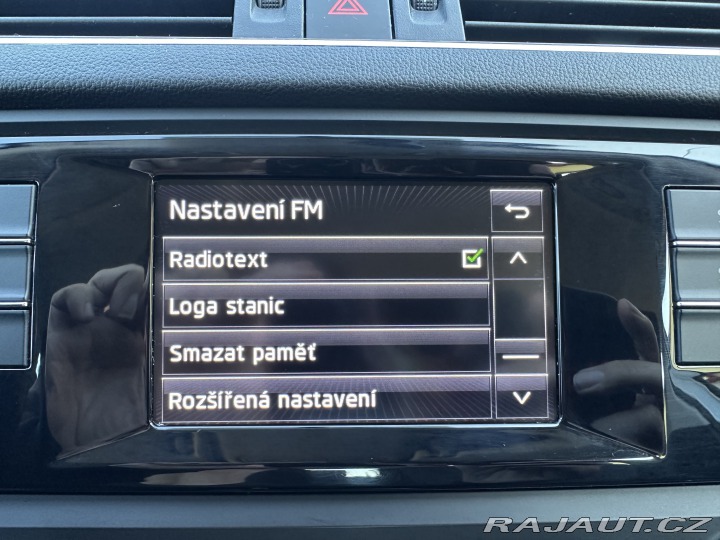 Nastavení FM
Radiotext
Loga stanic
Smazat paměť
Rozšířená nastavení
RAJAUT.CZ